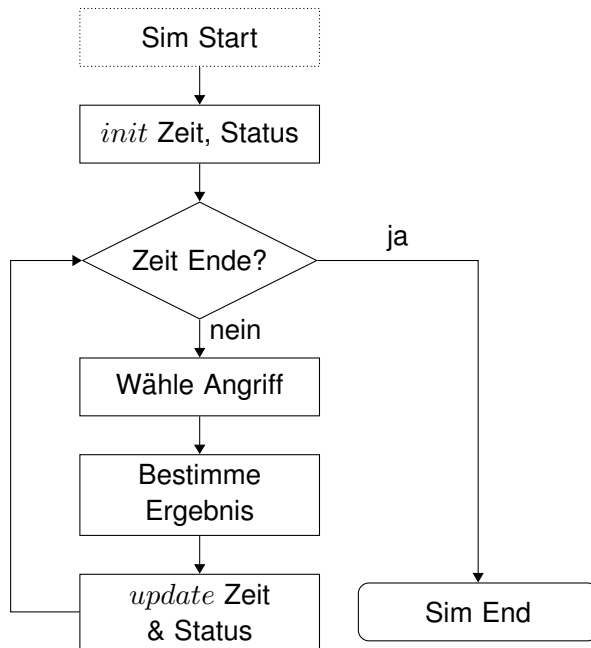 Sim Start
init Zeit, Status
Zeit Ende?
ja
nein
Wähle Angriff
Bestimme
Ergebnis
update Zeit
& Status
Sim End